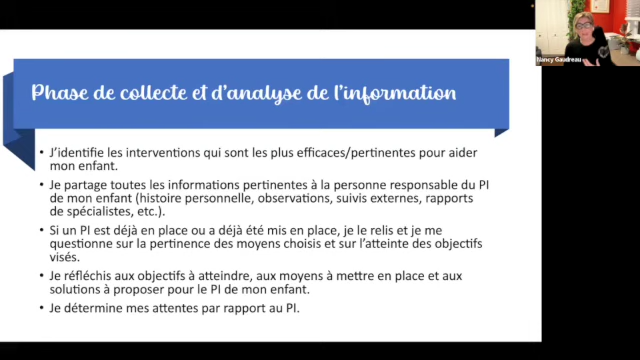 Nancy Gaudreau
Phase de collecte et d'analyse de l'information
• J'identifie les interventions qui sont les plus efficaces/pertinentes pour aider
mon enfant.
• Je partage toutes les informations pertinentes à la personne responsable du PI
de mon enfant (histoire personnelle, observations, suivis externes, rapports
de spécialistes, etc.).
• Si un PI est déjà en place ou a déjà été mis en place, je le relis et je me
questionne sur la pertinence des moyens choisis et sur l'atteinte des objectifs
visés.
• Je réfléchis aux objectifs à atteindre, aux moyens à mettre en place et aux
solutions à proposer pour le PI de mon enfant.
• Je détermine mes attentes par rapport au PI.